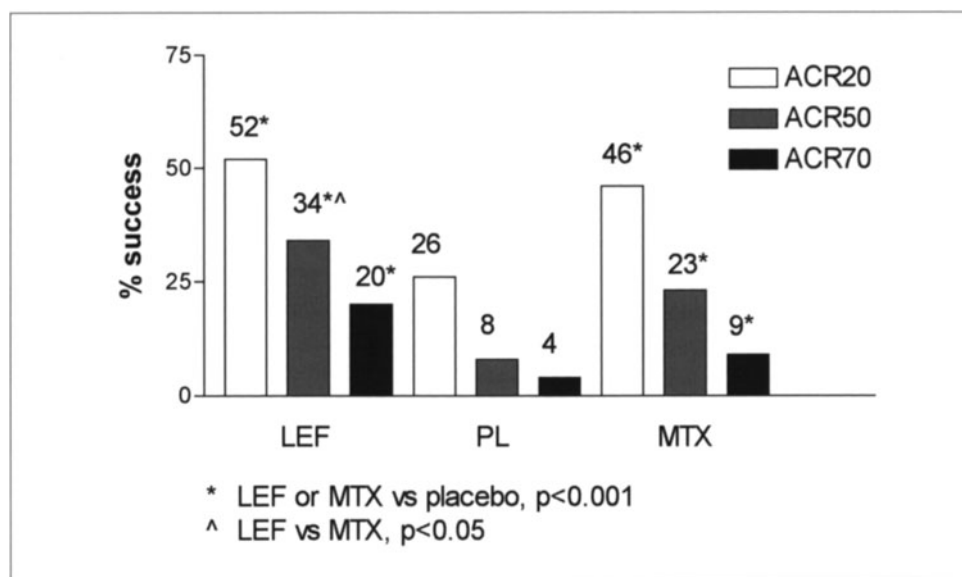 75
ACR20
ACR50
ACR70
52*
50
46*
34*^
% success
26
25
23*
20*
8
9*
4
0
LEF PL MTX
* LEF or MTX vs placebo, p<0.001
^ LEF vs MTX, p<0.05